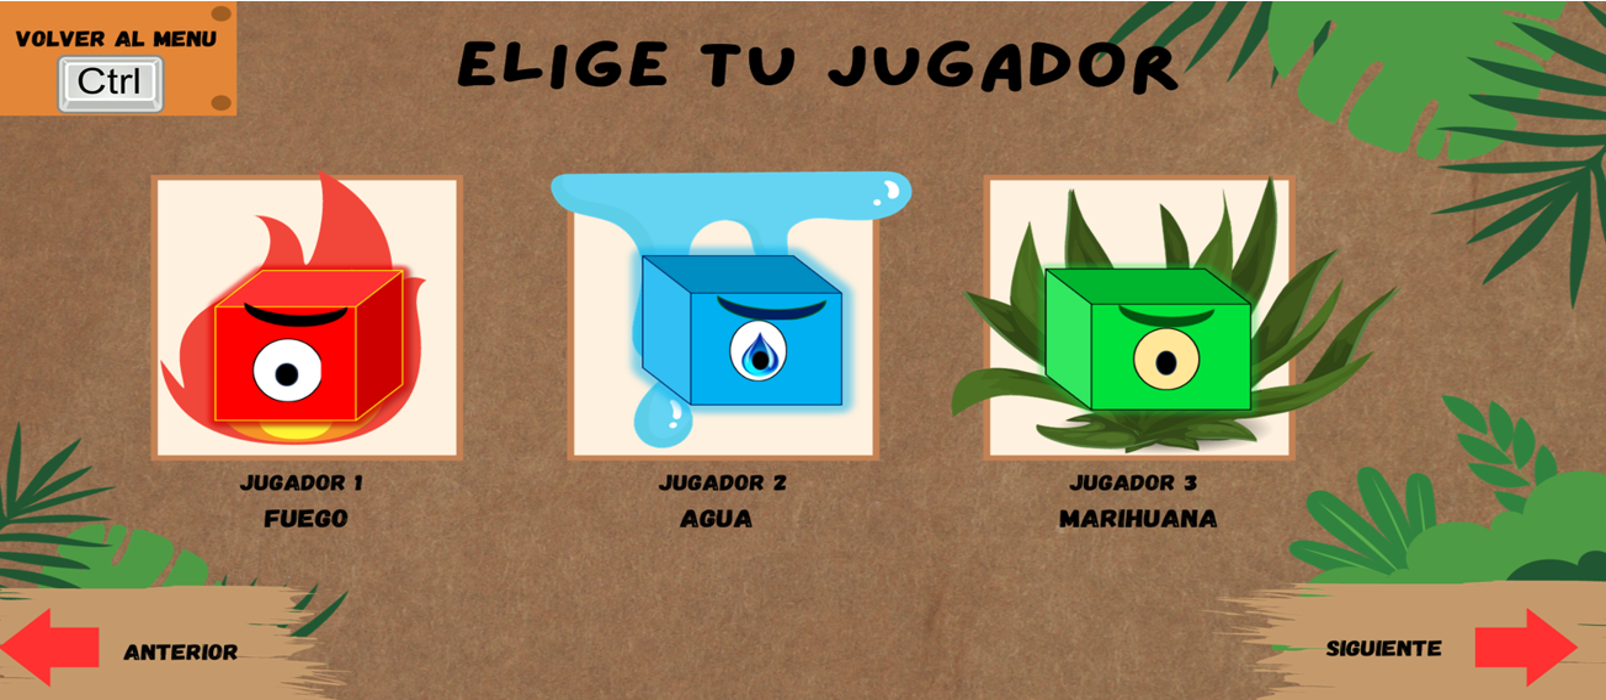 VOLVER AL MENU
Ctrl
ELIGE TU JUGADOR
JUGADOR 1
FUEGO
JUGADOR 2
AGUA
JUGADOR 3
MARIHUANA
ANTERIOR
SIGUIENTE